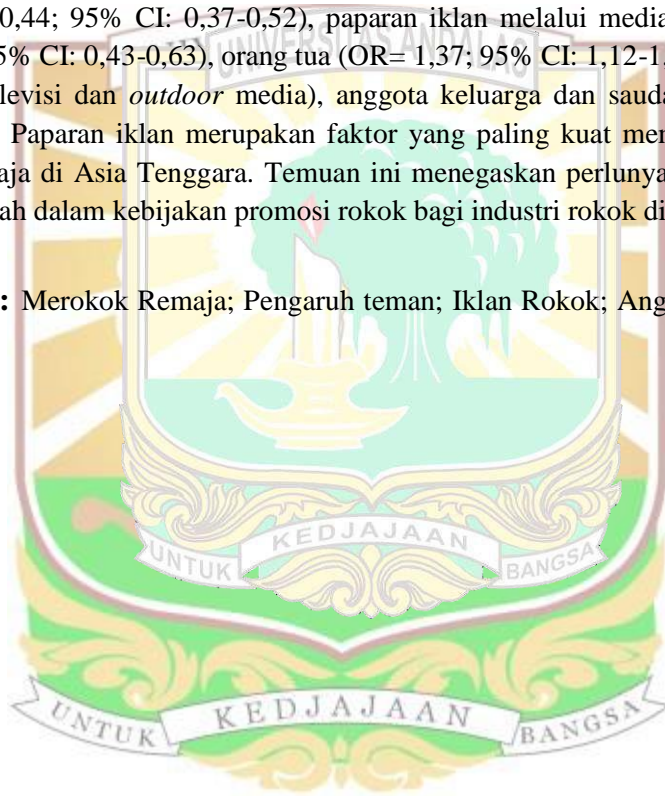 0,44; 95% CI: 0,37-0,52), paparan iklan melalui media
5% CI: 0,43-0,63), orang tua (OR= 1,37; 95% CI: 1,12-1,
levisi dan outdoor media), anggota keluarga dan sauda
Paparan iklan merupakan faktor yang paling kuat mer
aja di Asia Tenggara. Temuan ini menegaskan perlunya
ah dalam kebijakan promosi rokok bagi industri rokok di
: Merokok Remaja; Pengaruh teman; Iklan Rokok; Ang
UNIVERSITAS ANDALAS
UNTUK KEDJAJAAN BANGSA
UNTUK KEDJAJAAN BANGSA